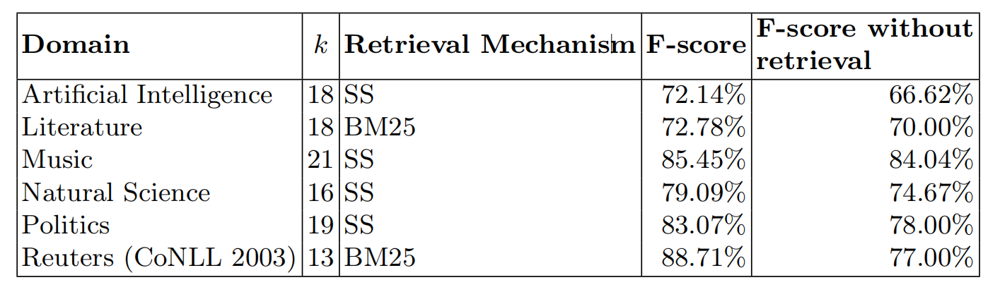 Domain k Retrieval Mechanism F-score F-score without retrieval
Artificial Intelligence 18 SS 72.14% 66.62%
Literature 18 BM25 72.78% 70.00%
Music 21 SS 85.45% 84.04%
Natural Science 16 SS 79.09% 74.67%
Politics 19 SS 83.07% 78.00%
Reuters (CoNLL 2003) 13 BM25 88.71% 77.00%